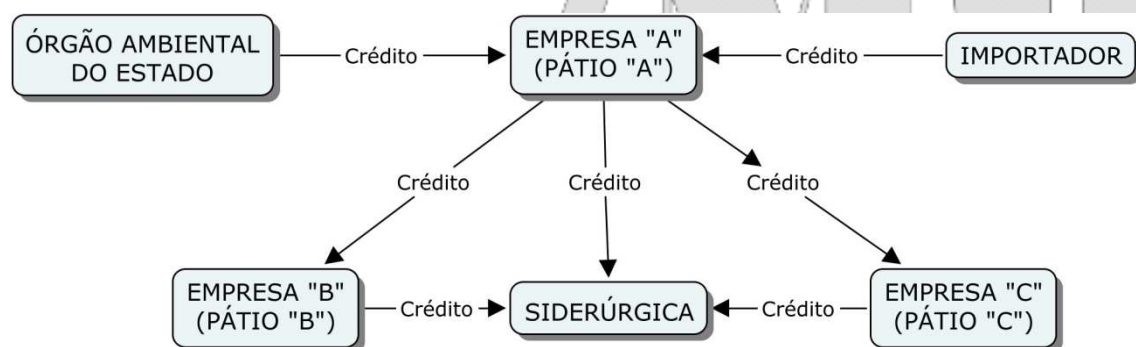 ÓRGÃO AMBIENTAL
DO ESTADO
Crédito
EMPRESA "A"
(PÁTIO "A")
Crédito
IMPORTADOR
Crédito
Crédito
Crédito
EMPRESA "B"
(PÁTIO "B")
Crédito
SIDERÚRGICA
Crédito
EMPRESA "C"
(PÁTIO "C")